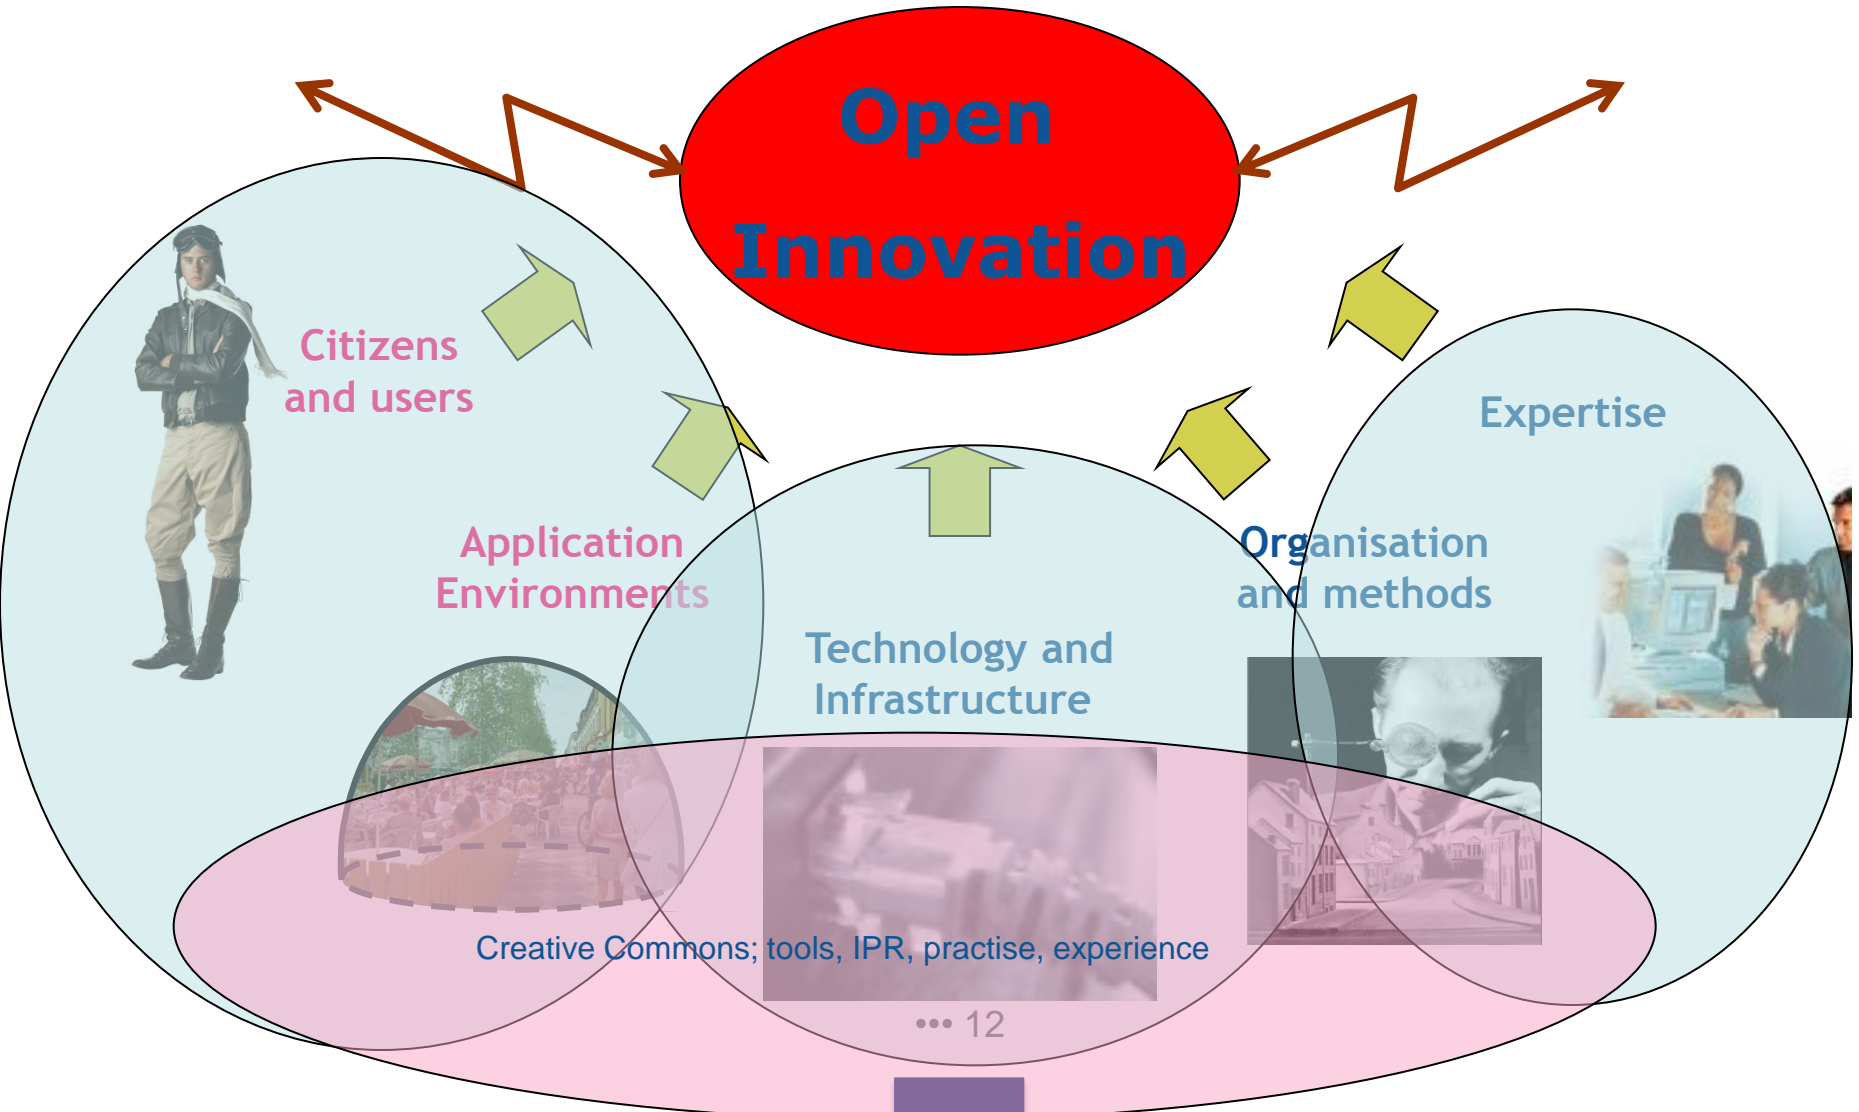 Open
Innovation
Citizens
and users
Expertise
Application
Environments
Organisation
and methods
Technology and
Infrastructure
Creative Commons; tools, IPR, practise, experience
••• 12